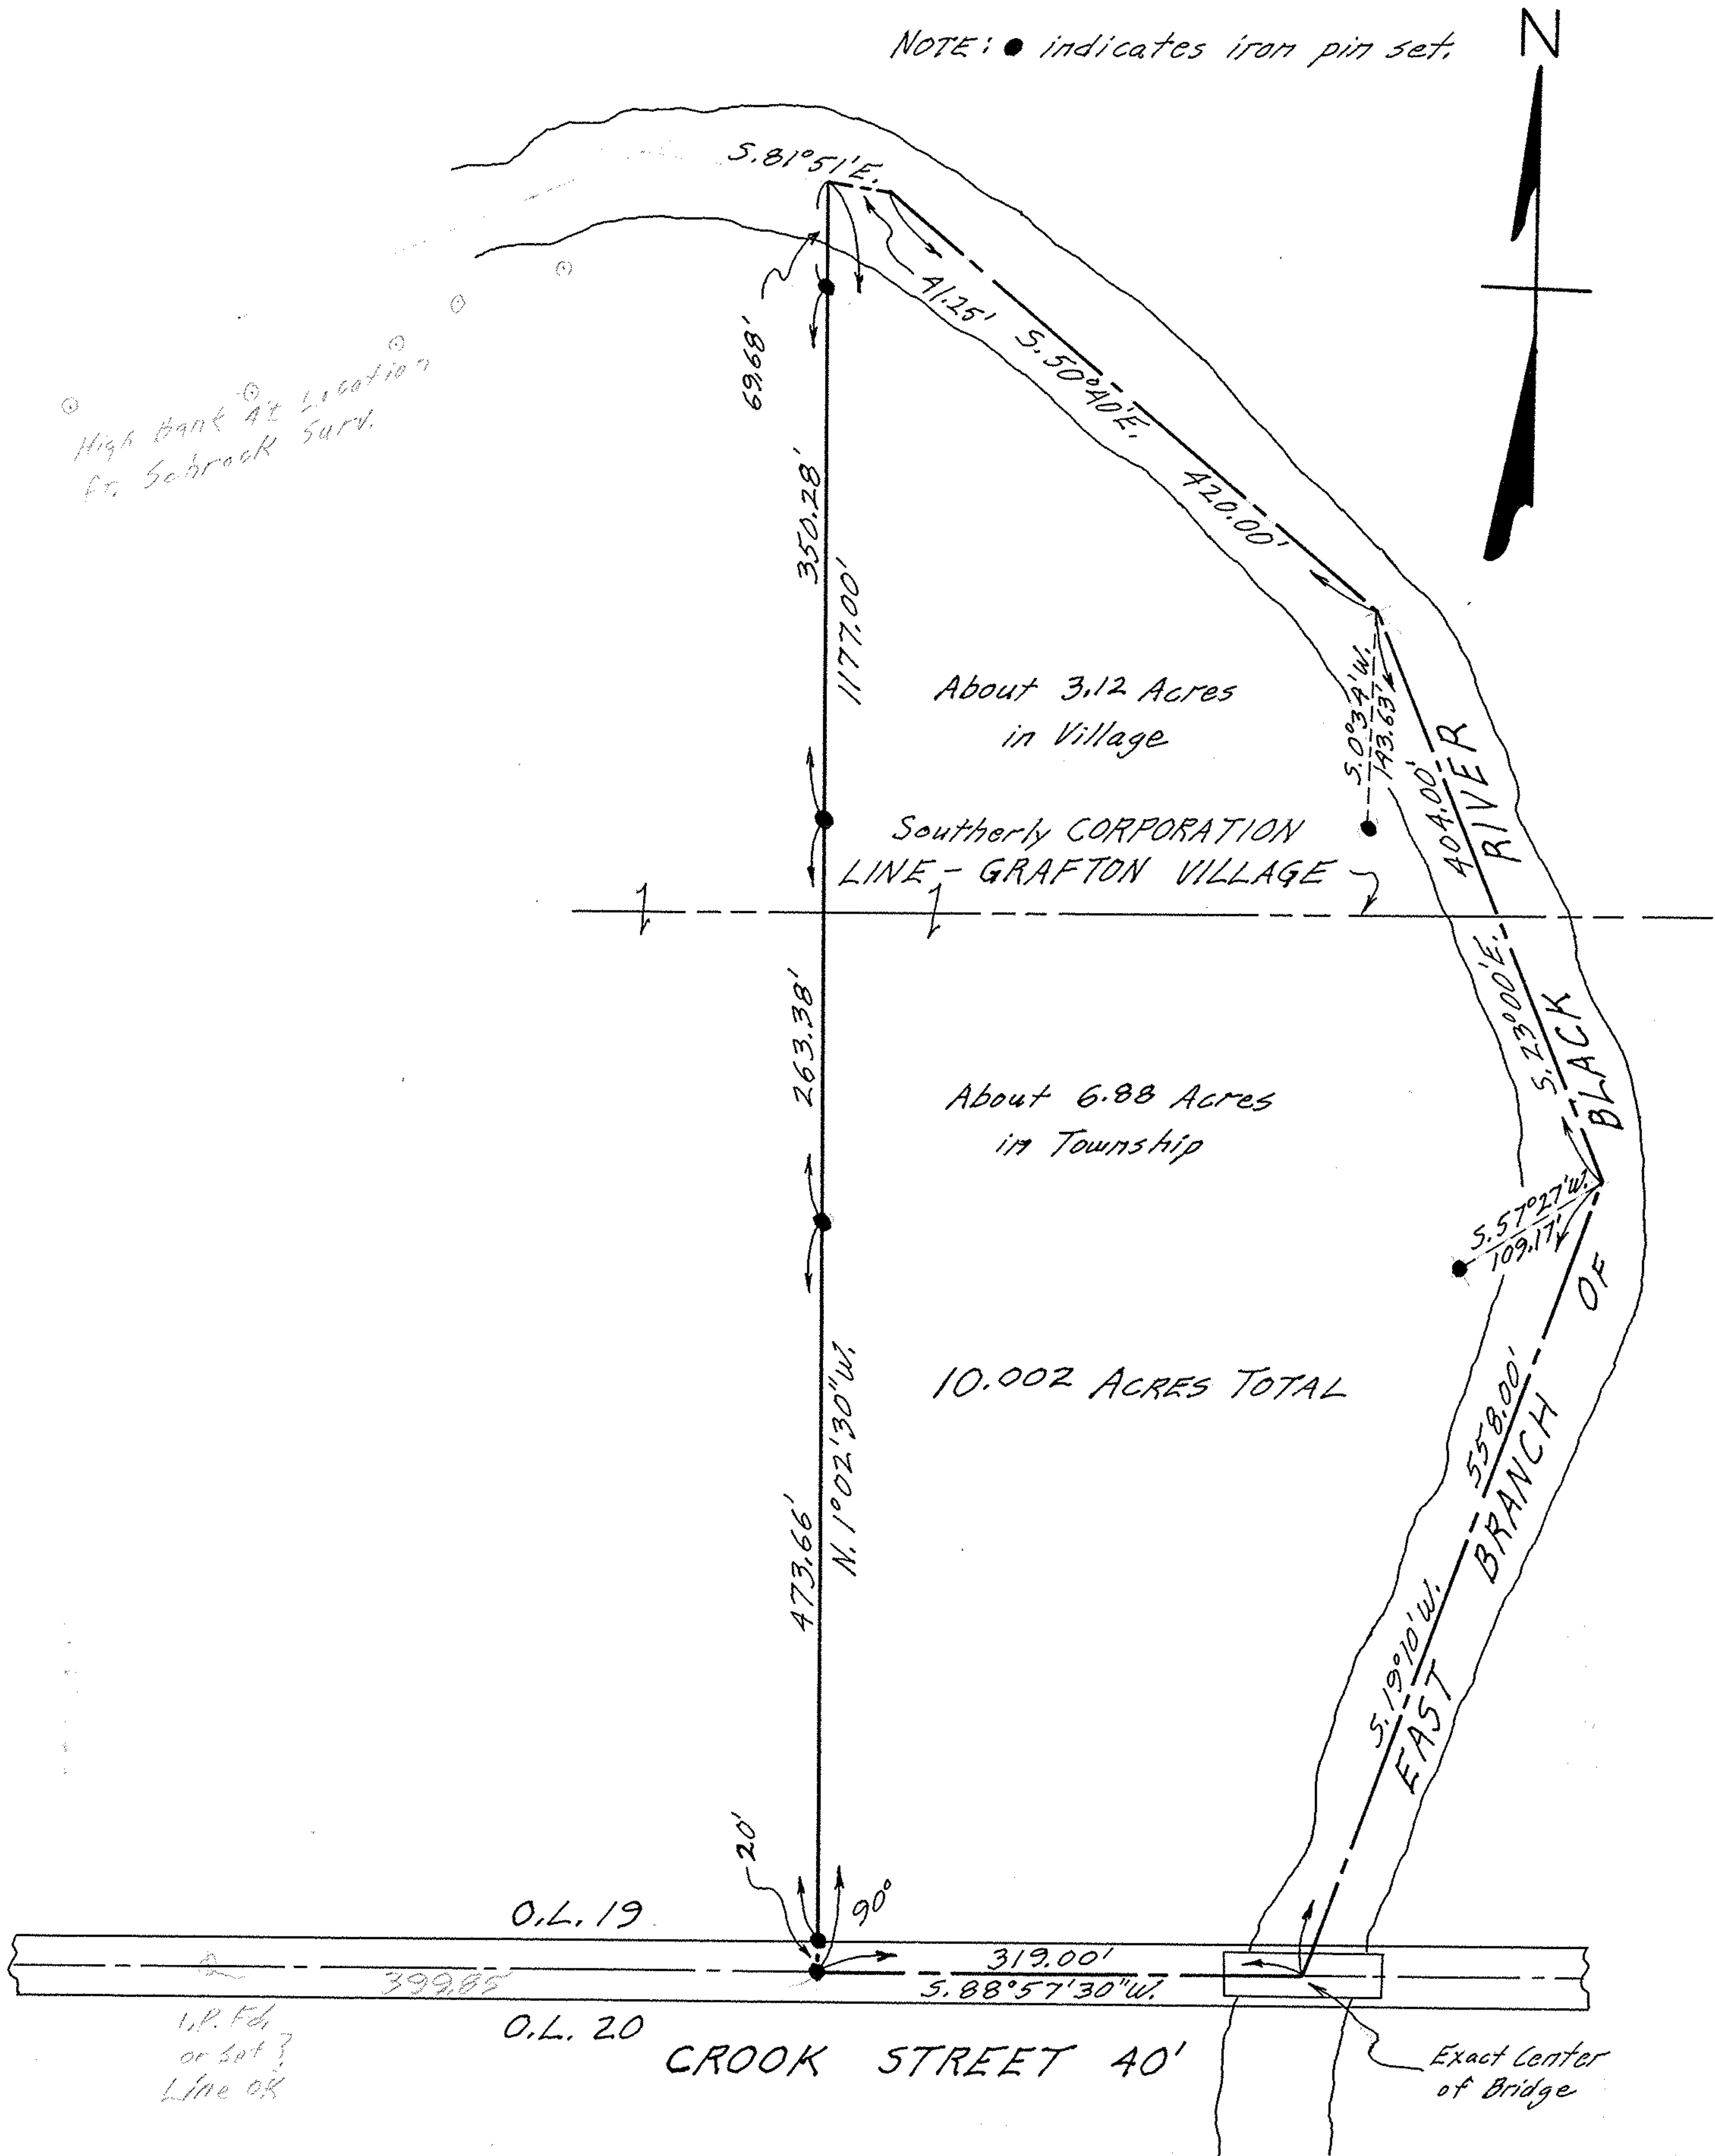 NOTE: ● indicates iron pin set.
N
S.81°51'E.
41.25'
69.68'
S.50°40'E.
420.00'
High Bank
Location
fr. Schrock Surv.
350.28'
1177.00'
About 3.12 Acres
in Village
S.0°34'W.
143.63'
404.00'
S.23°00'E.
Southerly CORPORATION
LINE - GRAFTON VILLAGE
263.38'
About 6.88 Acres
in Township
S.57°27'W.
109.17'
10.002 ACRES TOTAL
473.66'
N.1°02'30"W.
558.00'
S.19°10'W.
EAST BRANCH OF BLACK RIVER
20'
90°
O.L. 19
319.00'
S.88°57'30"W.
399.85
O.L. 20
I.P. Fd.
or Set?
Line OK
CROOK STREET 40'
Exact Center
of Bridge